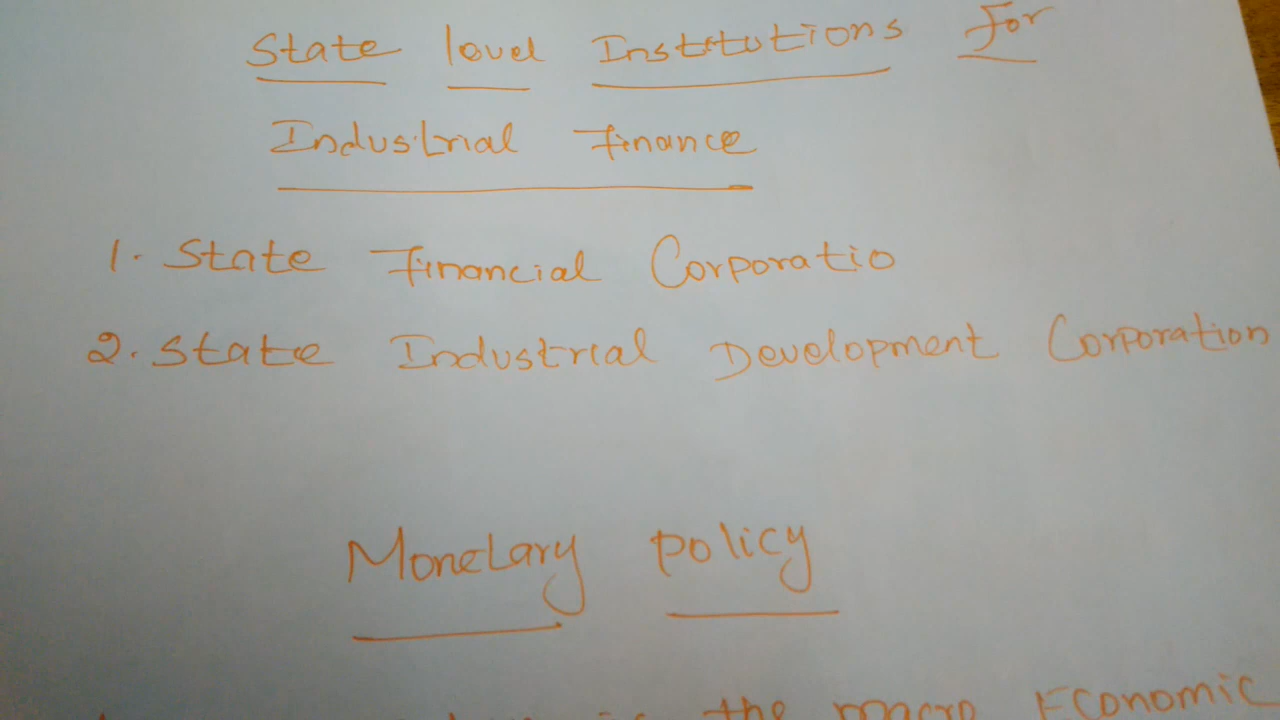 State level Institutions for
Industrial Finance
1. State Financial Corporatio
2. State Industrial Development Corporation
Monetary policy
is the macro Economic